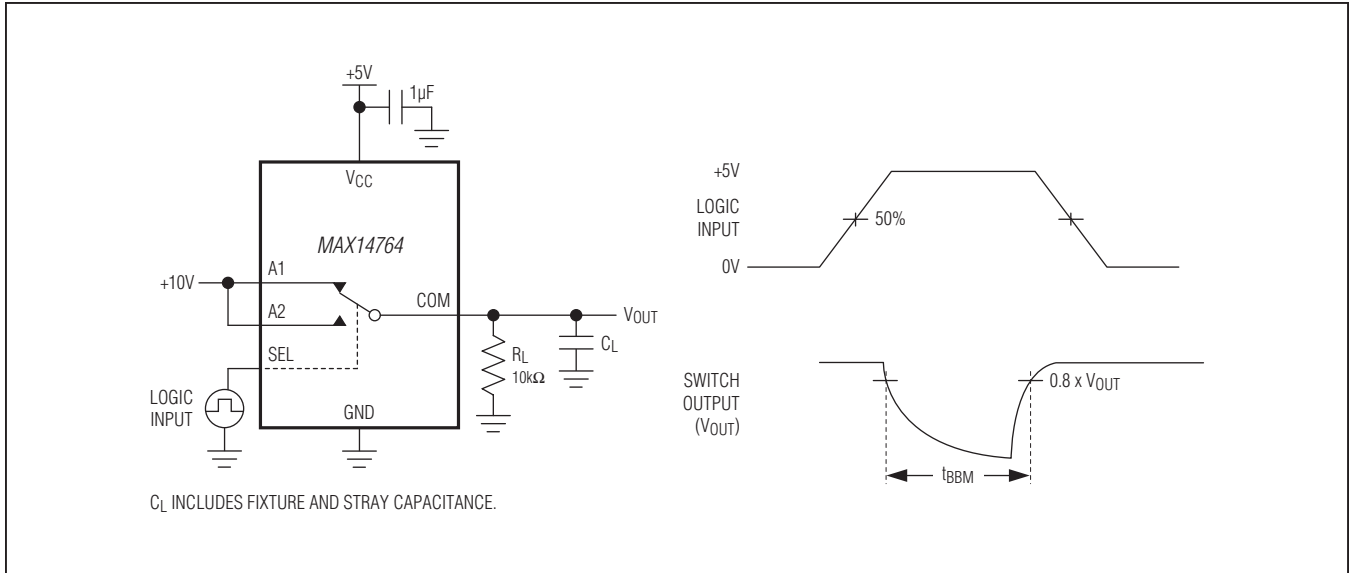 +5V
1µF
VCC
MAX14764
+10V
A1
A2
COM
VOUT
SEL
RL
10kΩ
CL
LOGIC
INPUT
GND
CL INCLUDES FIXTURE AND STRAY CAPACITANCE.
+5V
LOGIC
INPUT
50%
0V
SWITCH
OUTPUT
(VOUT)
0.8 x VOUT
tBBM